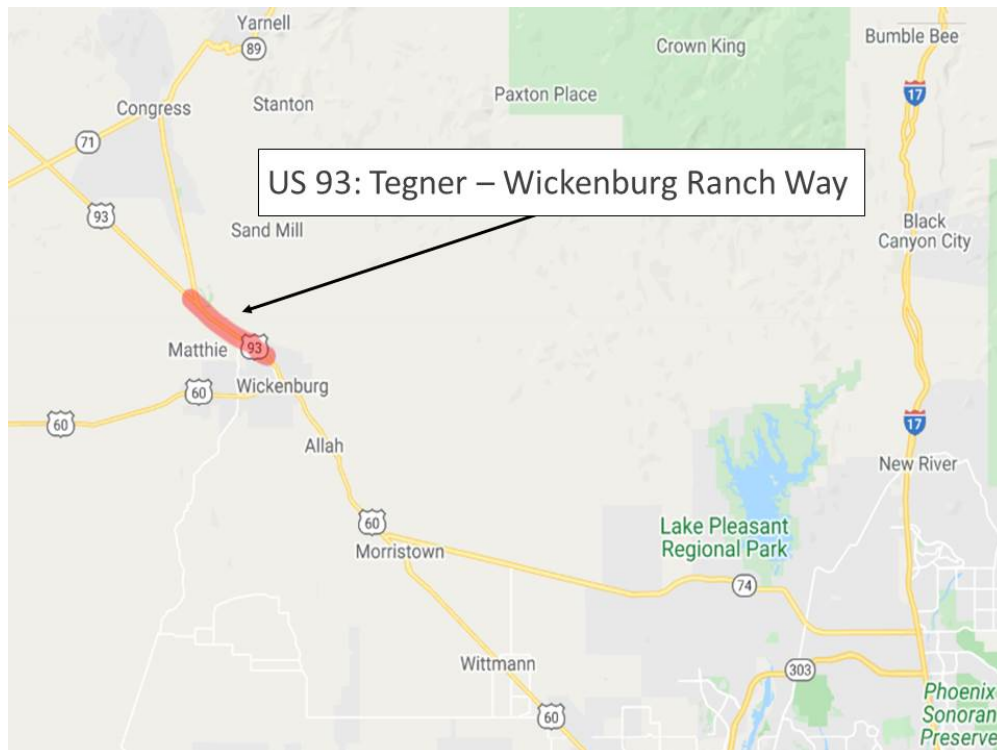 Yarnell
89
Crown King
Bumble Bee
17
Congress
Stanton
Paxton Place
71
US 93: Tegner – Wickenburg Ranch Way
93
Sand Mill
Black
Canyon City
Matthie
93
60
Wickenburg
60
17
Allah
New River
60
Lake Pleasant
Regional Park
Morristown
74
Wittmann
303
60
Phoenix
Sonoran
Preserve